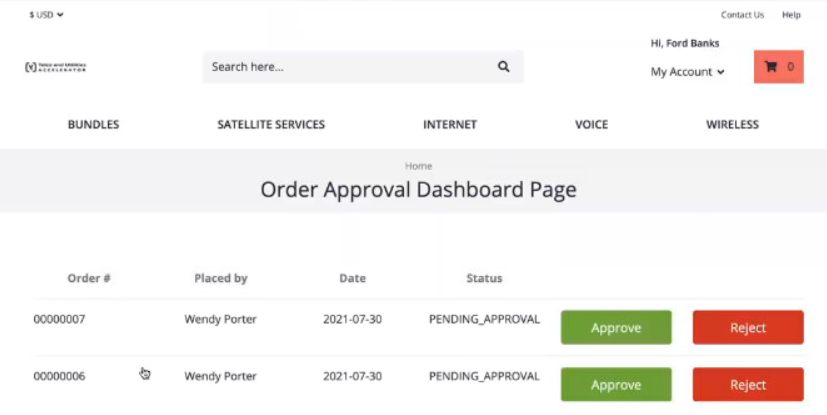 $ USD
Contact Us Help
Hi, Ford Banks
Telco and Utilities
ACCELERATOR
Search here...
My Account
0
BUNDLES SATELLITE SERVICES INTERNET VOICE WIRELESS
Home
Order Approval Dashboard Page
Order # Placed by Date Status
00000007 Wendy Porter 2021-07-30 PENDING_APPROVAL Approve Reject
00000006 Wendy Porter 2021-07-30 PENDING_APPROVAL Approve Reject